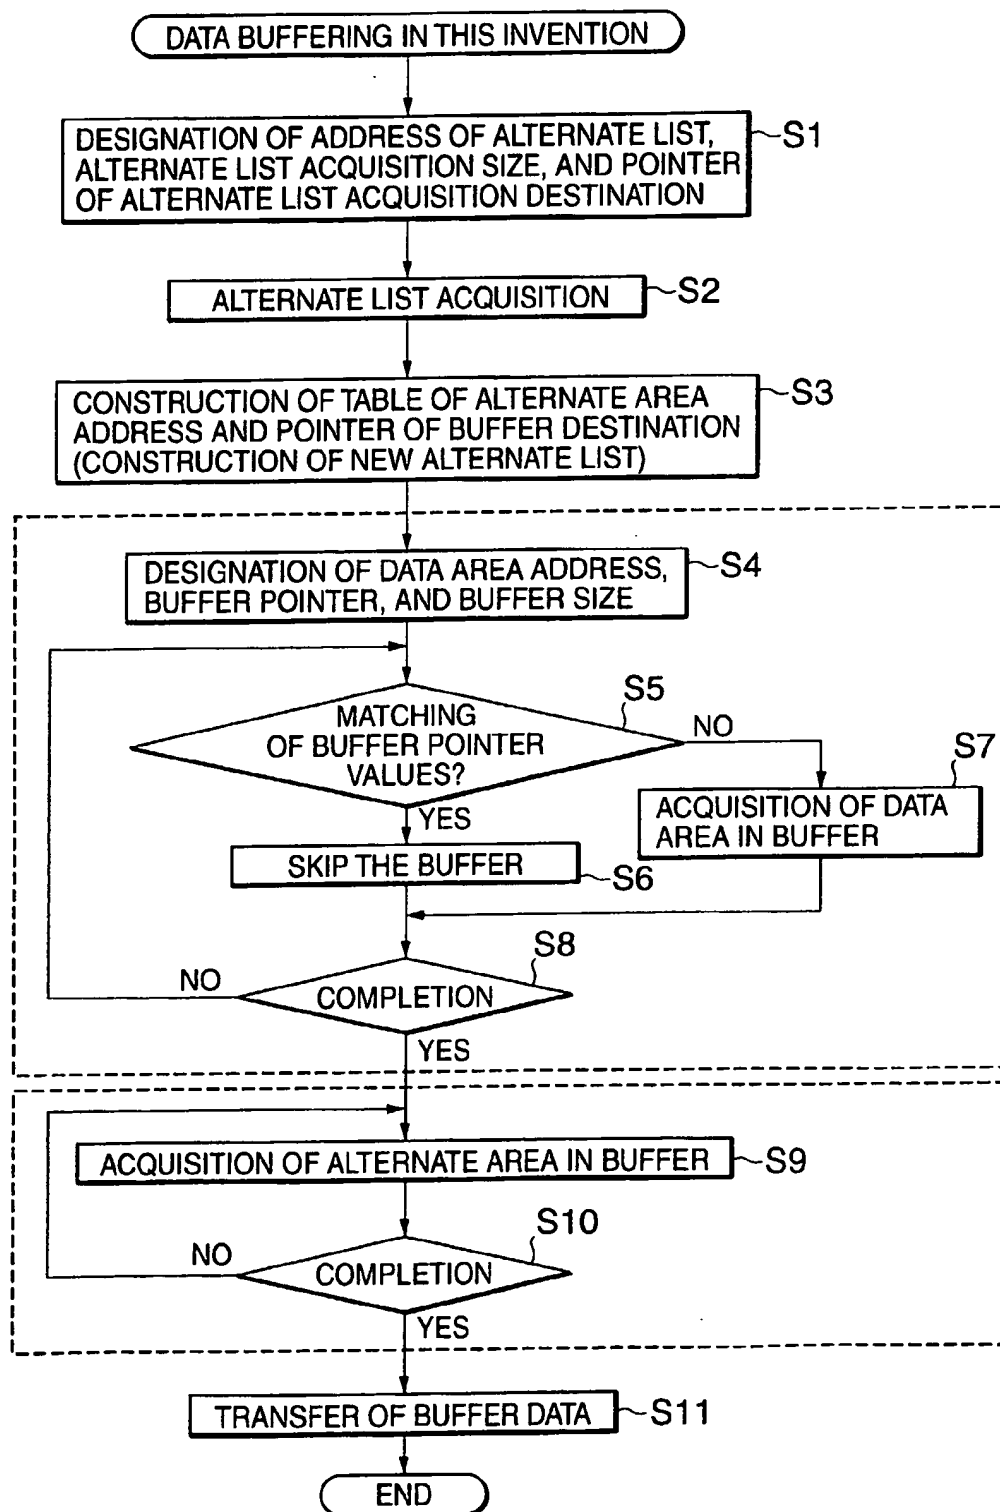 DATA BUFFERING IN THIS INVENTION
DESIGNATION OF ADDRESS OF ALTERNATE LIST,
ALTERNATE LIST ACQUISITION SIZE, AND POINTER
OF ALTERNATE LIST ACQUISITION DESTINATION
S1
ALTERNATE LIST ACQUISITION
S2
CONSTRUCTION OF TABLE OF ALTERNATE AREA
ADDRESS AND POINTER OF BUFFER DESTINATION
(CONSTRUCTION OF NEW ALTERNATE LIST)
S3
DESIGNATION OF DATA AREA ADDRESS,
BUFFER POINTER, AND BUFFER SIZE
S4
MATCHING
OF BUFFER POINTER
VALUES?
S5
NO
YES
S7
ACQUISITION OF DATA
AREA IN BUFFER
SKIP THE BUFFER
S6
COMPLETION
S8
NO
YES
ACQUISITION OF ALTERNATE AREA IN BUFFER
S9
COMPLETION
S10
NO
YES
TRANSFER OF BUFFER DATA
S11
END